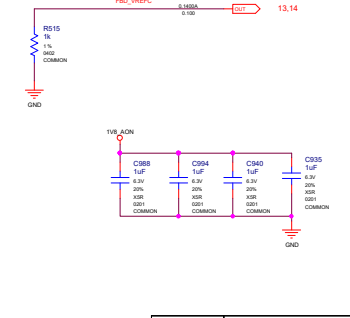 FBD_VREFC
0.1400A
0.100
OUT
13,14
R515
1k
1 %
0402
COMMON
GND
1V8_AON
C988
1uF
6.3V
20%
X5R
0201
COMMON
C994
1uF
6.3V
20%
X5R
0201
COMMON
C940
1uF
6.3V
20%
X5R
0201
COMMON
C935
1uF
6.3V
20%
X5R
0201
COMMON
GND